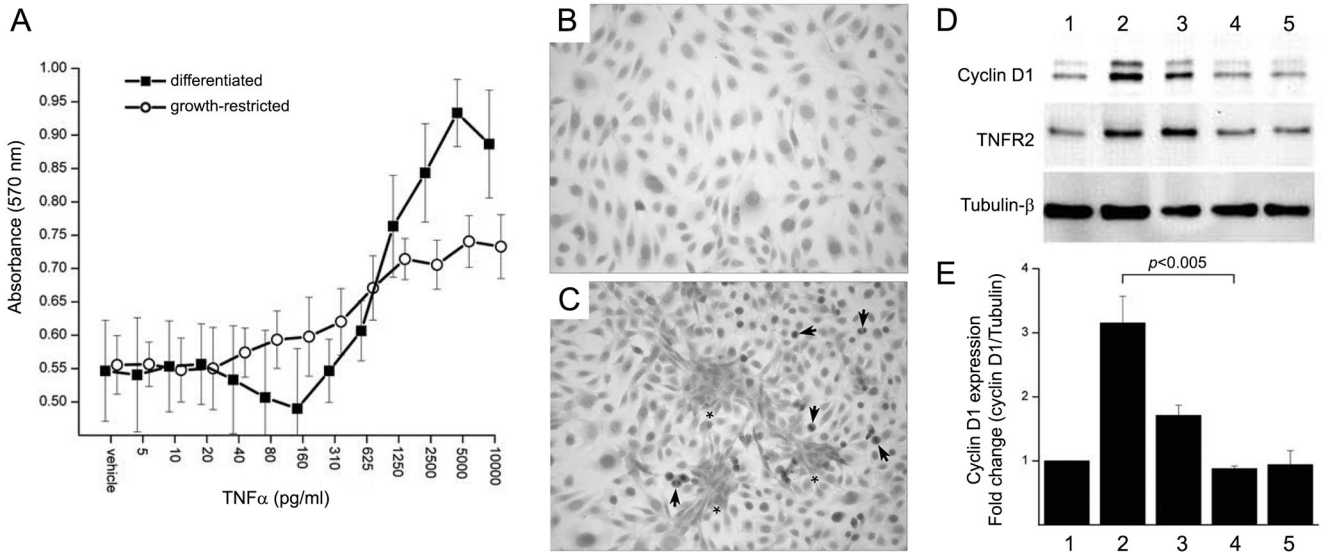 A
Absorbance (570 nm)
1.00
0.95
0.90
0.85
0.80
0.75
0.70
0.65
0.60
0.55
0.50
differentiated
growth-restricted
vehicle
5
10
20
40
80
160
310
625
1250
2500
5000
10000
TNFα (pg/ml)
B
C
*
*
*
D
1 2 3 4 5
Cyclin D1
TNFR2
Tubulin-β
E
Cyclin D1 expression
Fold change (cyclin D1/Tubulin)
4
3
2
1
p<0.005
1 2 3 4 5